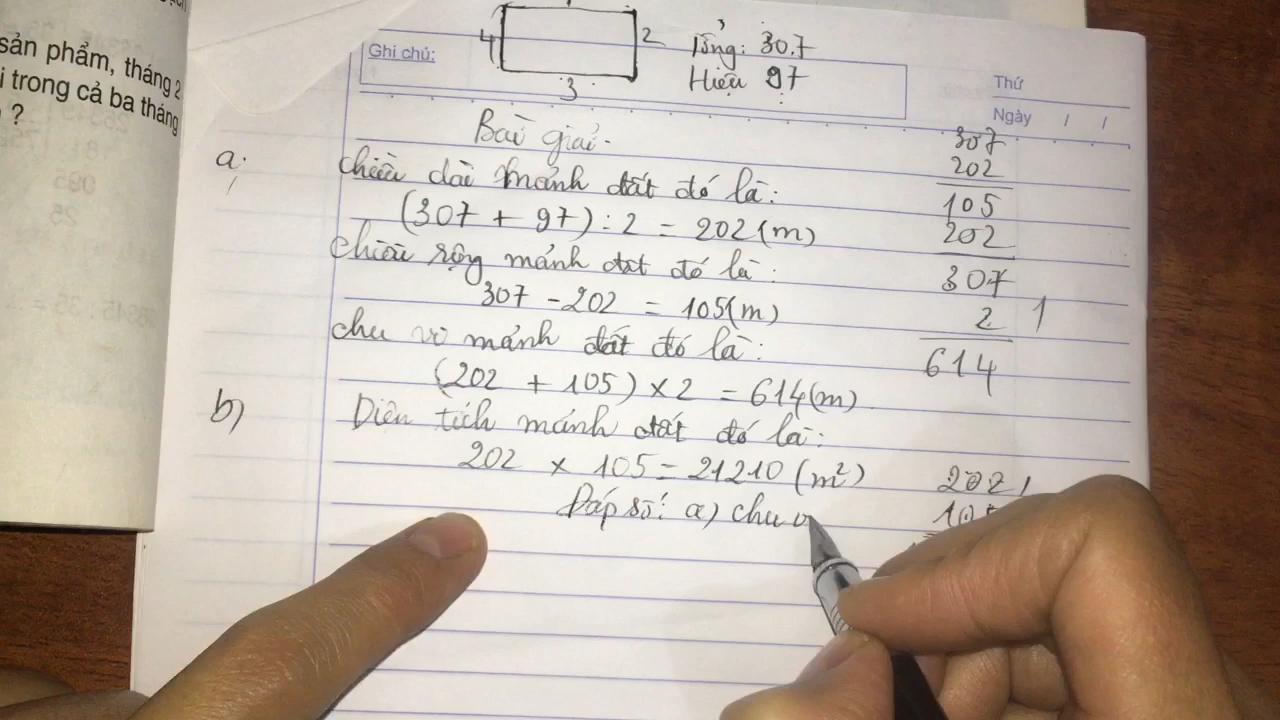 sản phẩm, tháng 2
i trong cả ba tháng
?
4
2
3
Tổng: 307
Hiệu 97
Ghi chú:
Thứ
Ngày / /
Bài giải.
a.
chiều dài mảnh đất đó là:
(307 + 97) : 2 = 202 (m)
chiều rộng mảnh đất đó là:
307 - 202 = 105(m)
chu vi mảnh đất đó là:
(202 + 105) × 2 = 614(m)
b)
Diện tích mảnh đất đó là:
202 × 105 = 21210 (m²)
Đáp số: a) chu v
307
202
105
202
307
2
1
614
202